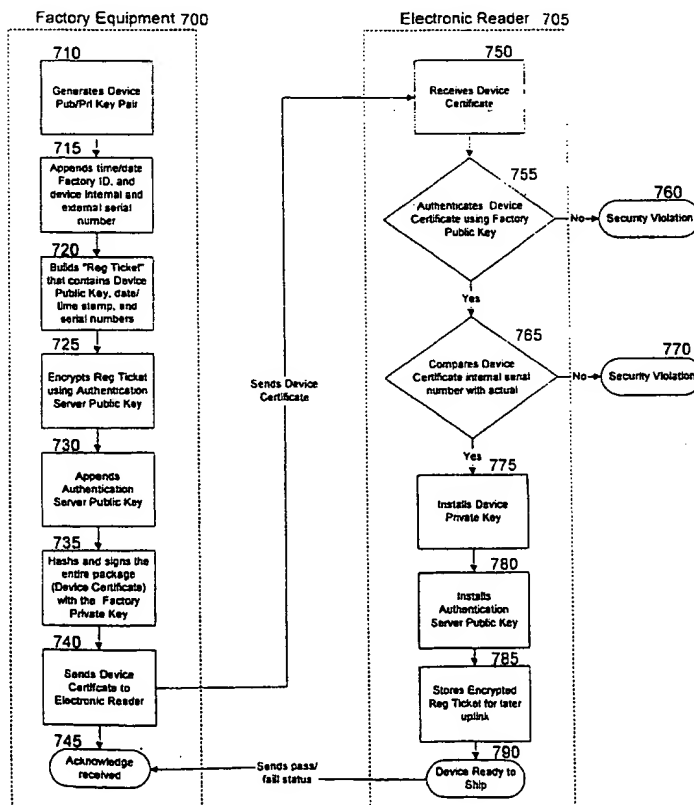 Factory Equipment 700
710
Generates Device
Pub/Pri Key Pair
715
Appends time/date
Factory ID, and
device internal and
external serial
number
720
Builds "Reg Ticket"
that contains Device
Public Key, date/
time stamp, and
serial numbers
725
Encrypts Reg Ticket
using Authentication
Server Public Key
730
Appends
Authentication
Server Public Key
735
Hashs and signs the
entire package
(Device Certificate)
with the Factory
Private Key
740
Sends Device
Certificate to
Electronic Reader
745
Acknowledge
received
Sends Device
Certificate
Sends pass/
fail status
Electronic Reader 705
750
Receives Device
Certificate
755
Authenticates Device
Certificate using Factory
Public Key
No
760
Security Violation
Yes
765
Compares Device
Certificate internal serial
number with actual
No
770
Security Violation
Yes
775
Installs Device
Private Key
780
Installs
Authentication
Server Public Key
785
Stores Encrypted
Reg Ticket for later
uplink
790
Device Ready to
Ship